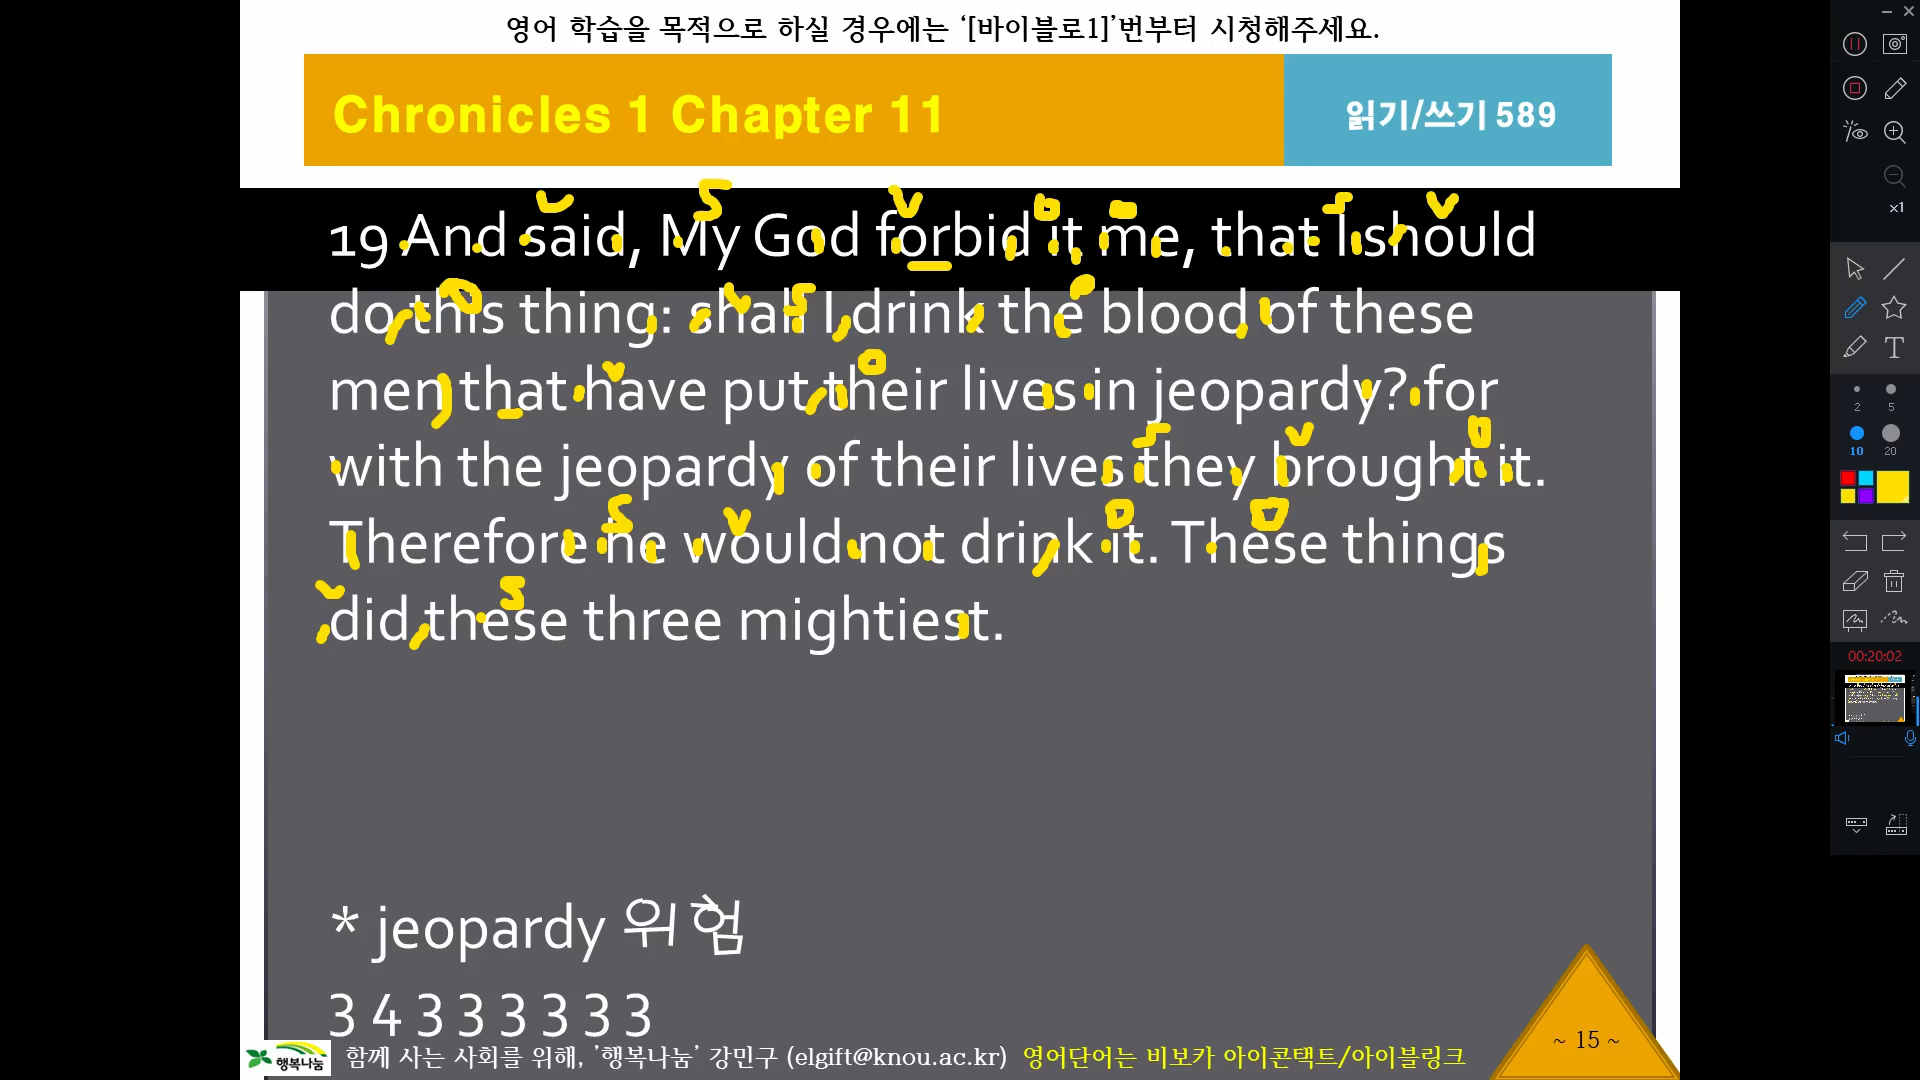 영어 학습을 목적으로 하실 경우에는 ‘[바이블로1]’번부터 시청해주세요.
Chronicles 1 Chapter 11
읽기/쓰기 589
19 And said, My God forbid it me, that I should
do this thing: shall I drink the blood of these
men that have put their lives in jeopardy? for
with the jeopardy of their lives they brought it.
Therefore he would not drink it. These things
did these three mightiest.
* jeopardy 위험
3 4 3 3 3 3 3 3
~ 15 ~
행복나눔 함께 사는 사회를 위해, ’행복나눔’ 강민구 (elgift@knou.ac.kr) 영어단어는 비보카 아이콘택트/아이블링크
x1
2 5
10 20
00:20:02